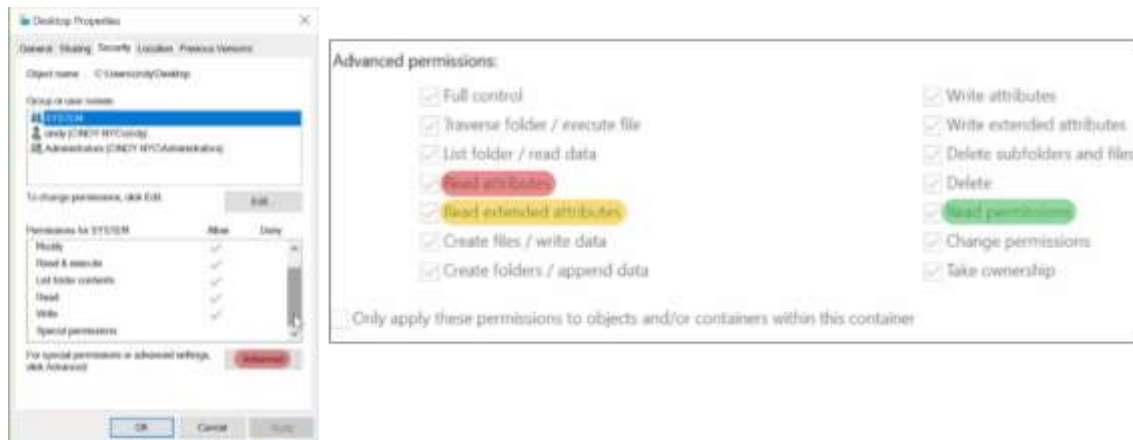 Desktop Properties
General Sharing Security Location Previous Versions
Object name: C:\Users\cindy\Desktop
Group or user names:
SYSTEM
cindy (CINDY-NYC\cindy)
Administrators (CINDY-NYC\Administrators)
To change permissions, click Edit.
Edit...
Permissions for SYSTEM Allow Deny
Modify
Read & execute
List folder contents
Read
Write
Special permissions
For special permissions or advanced settings,
click Advanced.
Advanced
OK Cancel Apply
Advanced permissions:
Full control
Traverse folder / execute file
List folder / read data
Read attributes
Read extended attributes
Create files / write data
Create folders / append data
Write attributes
Write extended attributes
Delete subfolders and files
Delete
Read permissions
Change permissions
Take ownership
Only apply these permissions to objects and/or containers within this container